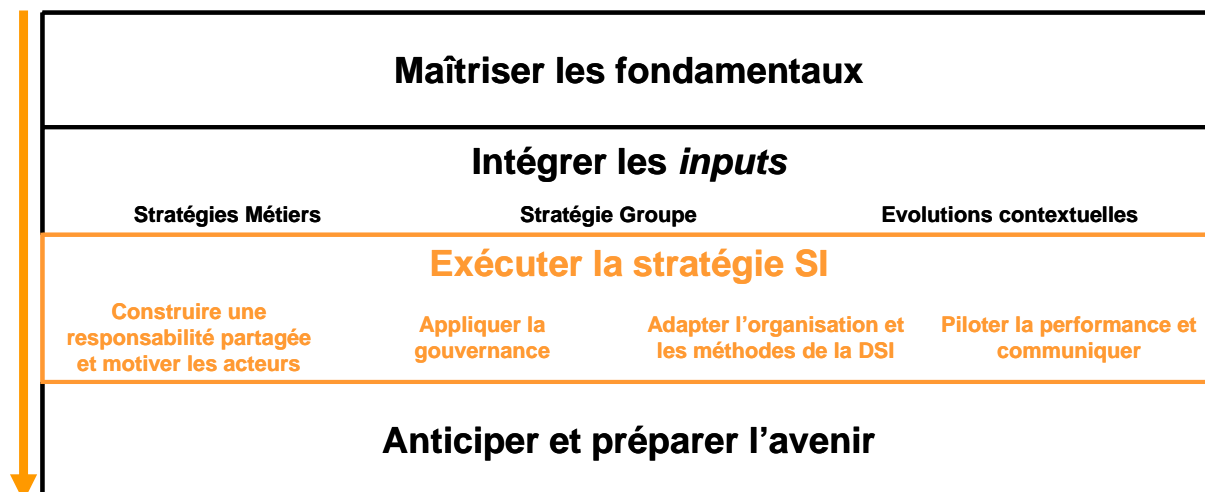 Maîtriser les fondamentaux
Intégrer les inputs
Stratégies Métiers
Stratégie Groupe
Evolutions contextuelles
Exécuter la stratégie SI
Construire une
responsabilité partagée
et motiver les acteurs
Appliquer la
gouvernance
Adapter l’organisation et
les méthodes de la DSI
Piloter la performance et
communiquer
Anticiper et préparer l’avenir